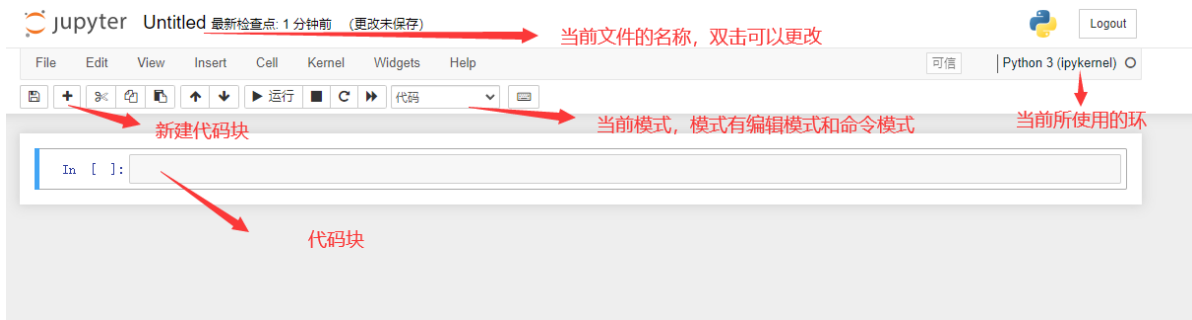 jupyter Untitled 最新检查点: 1 分钟前 (更改未保存) Logout
当前文件的名称，双击可以更改
File Edit View Insert Cell Kernel Widgets Help 可信 Python 3 (ipykernel)
运行 代码
新建代码块 当前模式，模式有编辑模式和命令模式 当前所使用的环
In [ ]:
代码块